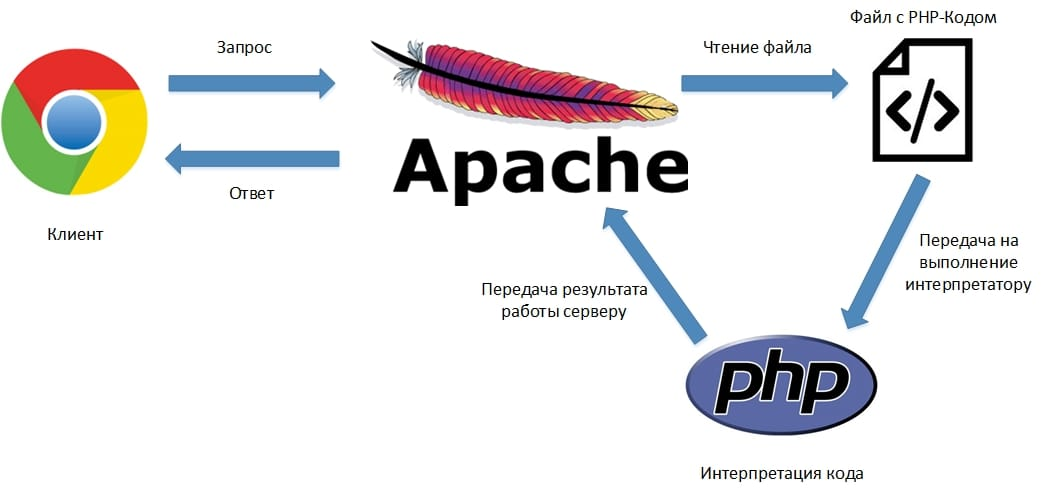 Файл с PHP-Кодом
Запрос
Чтение файла
Apache
Ответ
Клиент
Передача на
выполнение
интерпретатору
Передача результата
работы серверу
php
Интерпретация кода